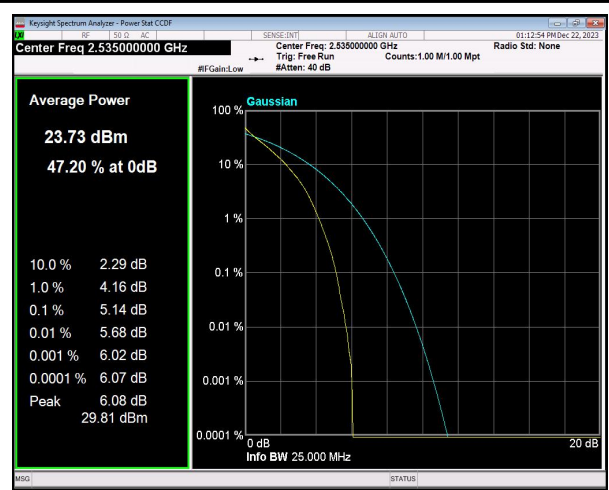 Keysight Spectrum Analyzer - Power Stat CCDF
LXI RF 50 Ω AC SENSE:INT ALIGN AUTO 01:12:54 PM Dec 22, 2023
Center Freq 2.535000000 GHz
Center Freq: 2.535000000 GHz
Radio Std: None
Trig: Free Run Counts:1.00 M/1.00 Mpt
#IFGain:Low #Atten: 40 dB
Average Power
23.73 dBm
47.20 % at 0dB
10.0 % 2.29 dB
1.0 % 4.16 dB
0.1 % 5.14 dB
0.01 % 5.68 dB
0.001 % 6.02 dB
0.0001 % 6.07 dB
Peak 6.08 dB
29.81 dBm
Gaussian
100 %
10 %
1 %
0.1 %
0.01 %
0.001 %
0.0001 %
0 dB 20 dB
Info BW 25.000 MHz
MSG STATUS